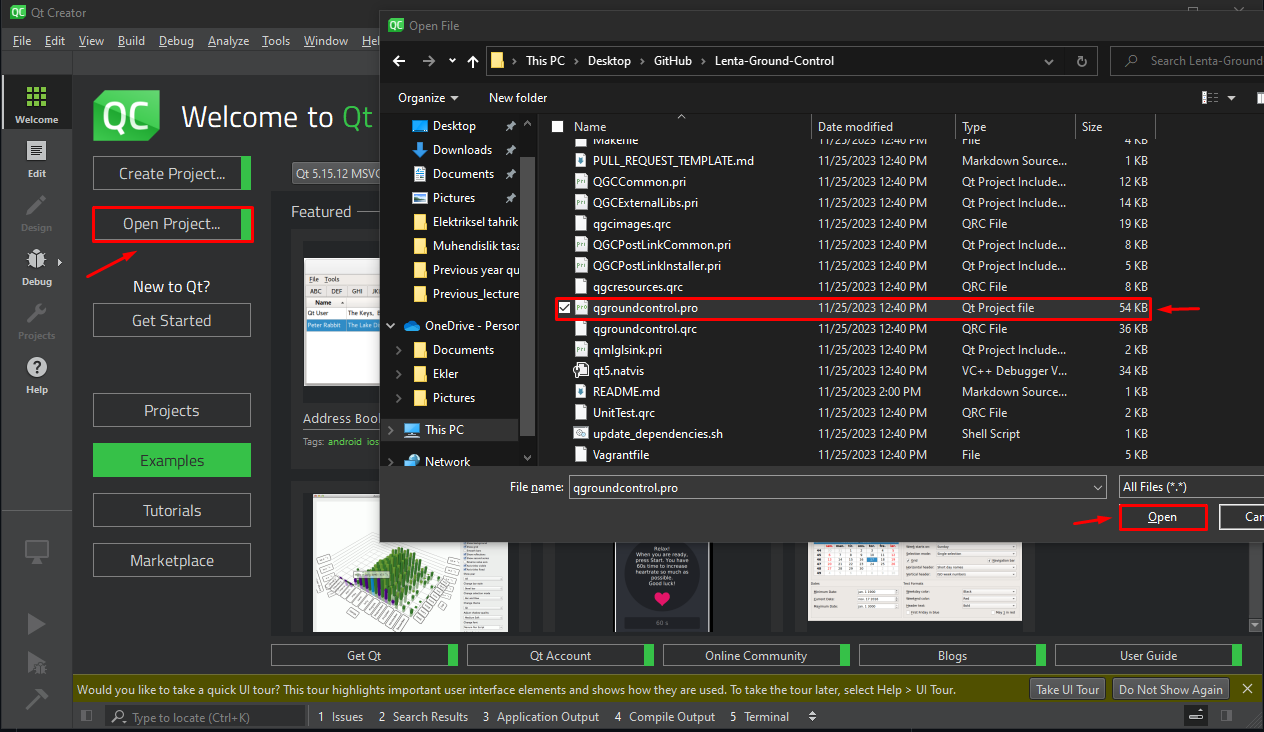 QC Qt Creator
File Edit View Build Debug Analyze Tools Window Hel
Welcome
Edit
Design
Debug
Projects
Help
QC Welcome to Qt
Create Project...
Open Project...
New to Qt?
Get Started
Projects
Examples
Tutorials
Marketplace
Qt 5.15.12 MSVC
Featured
File Tools
ABC DEF GHI JK
Name
Qt User The Keys, E
Peter Rabbit The Lake Di
Address Boo
Tags: android ios
QC Open File
This PC > Desktop > GitHub > Lenta-Ground-Control
Search Lenta-Ground
Organize New folder
Desktop
Downloads
Documents
Pictures
Elektriksel tahrik
Muhendislik tasa
Previous year qu
Previous_lecture
OneDrive - Person
Documents
Ekler
Pictures
This PC
Network
Name Date modified Type Size
Makefile 11/25/2023 12:40 PM File 4 KB
PULL_REQUEST_TEMPLATE.md 11/25/2023 12:40 PM Markdown Source... 1 KB
QGCCommon.pri 11/25/2023 12:40 PM Qt Project Include... 12 KB
QGCExternalLibs.pri 11/25/2023 12:40 PM Qt Project Include... 14 KB
qgcimages.qrc 11/25/2023 12:40 PM QRC File 19 KB
QGCPostLinkCommon.pri 11/25/2023 12:40 PM Qt Project Include... 8 KB
QGCPostLinkInstaller.pri 11/25/2023 12:40 PM Qt Project Include... 5 KB
qgcresources.qrc 11/25/2023 12:40 PM QRC File 8 KB
qgroundcontrol.pro 11/25/2023 12:40 PM Qt Project file 54 KB
qgroundcontrol.qrc 11/25/2023 12:40 PM QRC File 36 KB
qmlglsink.pri 11/25/2023 12:40 PM Qt Project Include... 2 KB
qt5.natvis 11/25/2023 12:40 PM VC++ Debugger V... 34 KB
README.md 11/25/2023 2:00 PM Markdown Source... 1 KB
UnitTest.qrc 11/25/2023 12:40 PM QRC File 2 KB
update_dependencies.sh 11/25/2023 12:40 PM Shell Script 1 KB
Vagrantfile 11/25/2023 12:40 PM File 5 KB
File name: qgroundcontrol.pro All Files (*.*)
Open Can
Relax!
When you are ready,
press Start. You have
60s time to increase
heartrate so much as
possible.
Good luck!
60 s
Get Qt Qt Account Online Community Blogs User Guide
Would you like to take a quick UI tour? This tour highlights important user interface elements and shows how they are used. To take the tour later, select Help > UI Tour. Take UI Tour Do Not Show Again
Type to locate (Ctrl+K) 1 Issues 2 Search Results 3 Application Output 4 Compile Output 5 Terminal